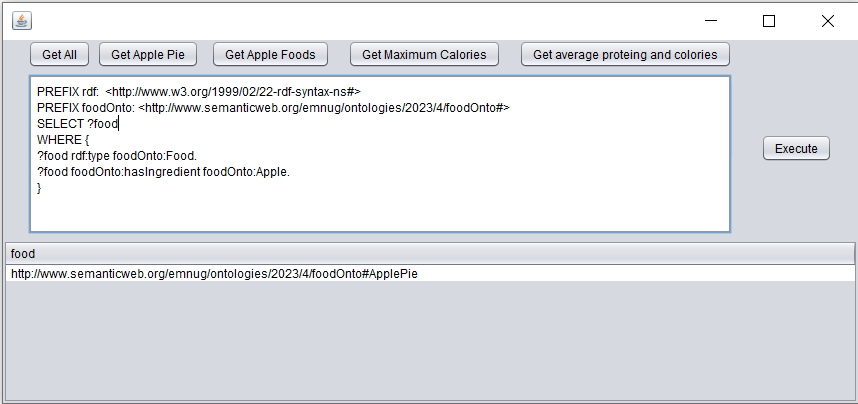 Get All Get Apple Pie Get Apple Foods Get Maximum Calories Get average proteing and colories
PREFIX rdf:  <http://www.w3.org/1999/02/22-rdf-syntax-ns#>
PREFIX foodOnto: <http://www.semanticweb.org/emnug/ontologies/2023/4/foodOnto#>
SELECT ?food
WHERE {
?food rdf:type foodOnto:Food.
Execute
?food foodOnto:hasIngredient foodOnto:Apple.
}
food
http://www.semanticweb.org/emnug/ontologies/2023/4/foodOnto#ApplePie